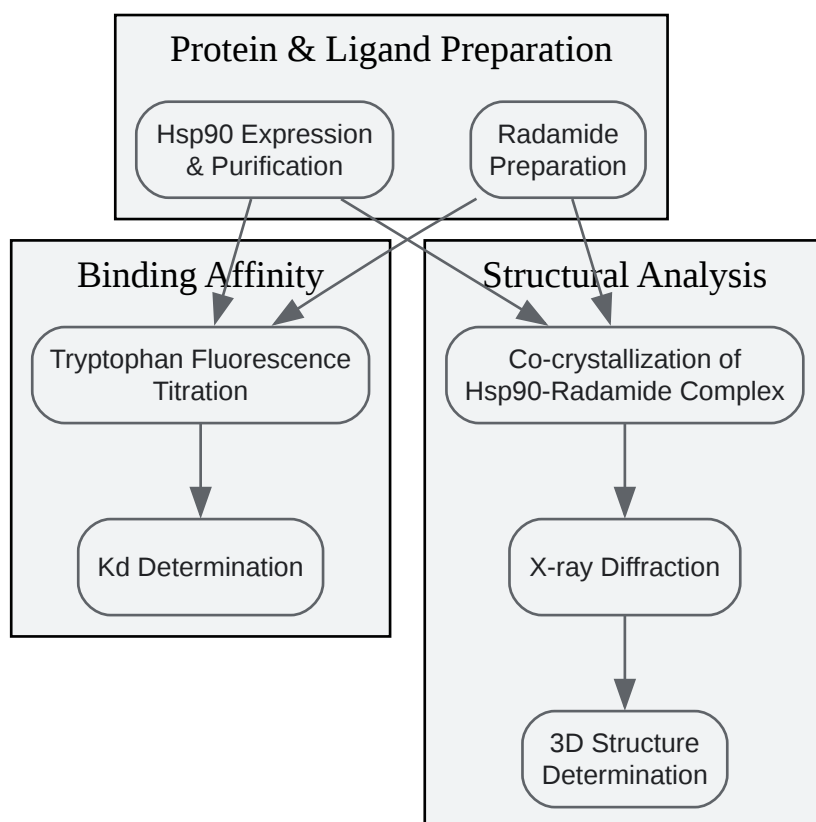 Protein & Ligand Preparation
Hsp90 Expression
& Purification
Radamide
Preparation
Binding Affinity
Tryptophan Fluorescence
Titration
Kd Determination
Structural Analysis
Co-crystallization of
Hsp90-Radamide Complex
X-ray Diffraction
3D Structure
Determination